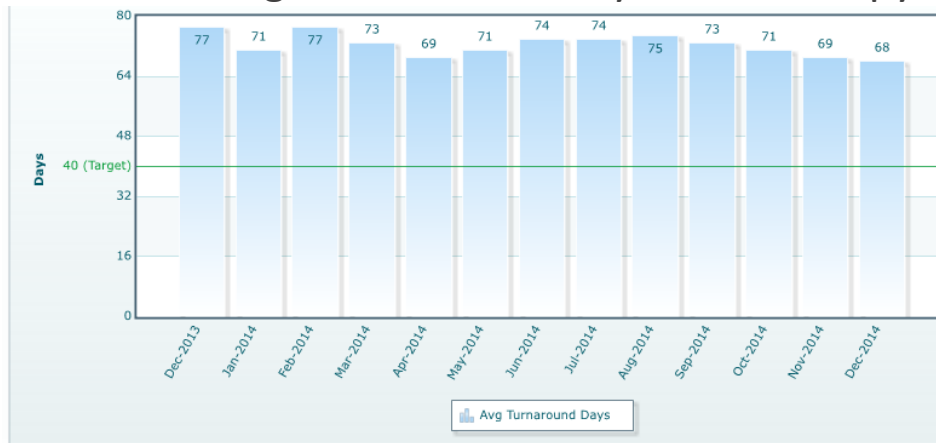 80
64
48
40 (Target)
32
16
0
Days
77
71
77
73
69
71
74
74
75
73
71
69
68
Dec-2013
Jan-2014
Feb-2014
Mar-2014
Apr-2014
May-2014
Jun-2014
Jul-2014
Aug-2014
Sep-2014
Oct-2014
Nov-2014
Dec-2014
Avg Turnaround Days